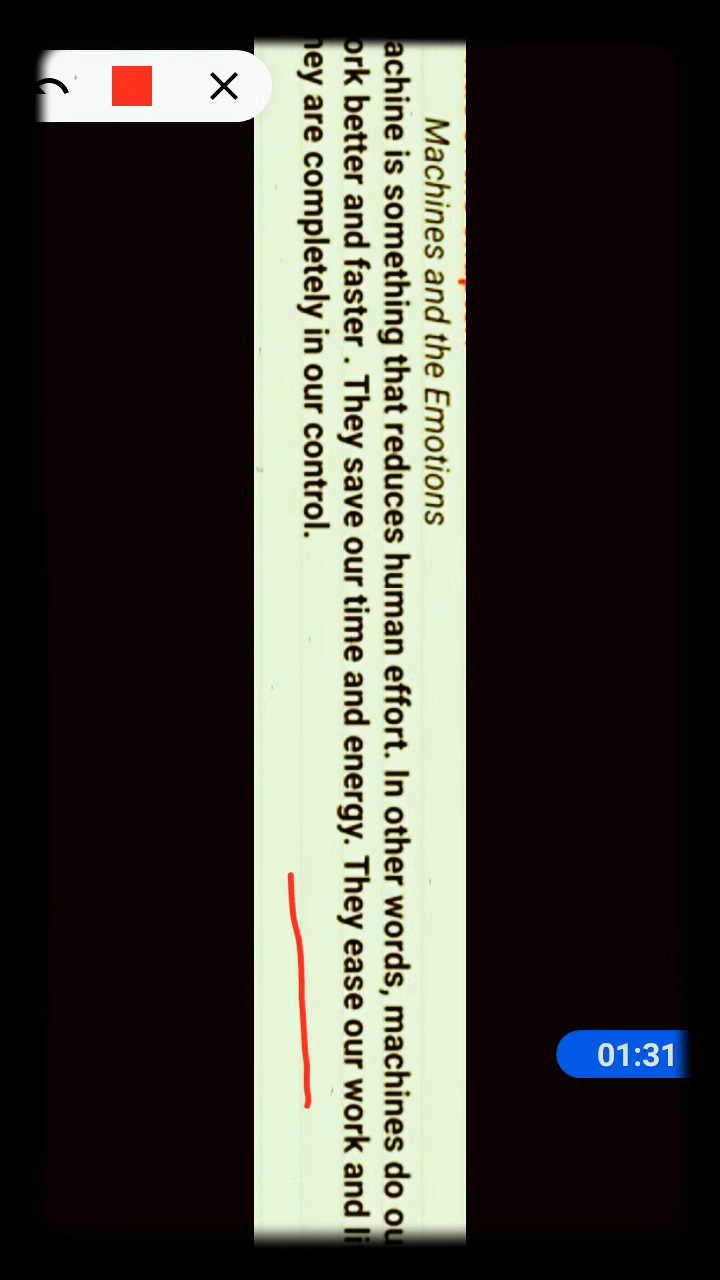 Machines and the Emotions
achine is something that reduces human effort. In other words, machines do ou
ork better and faster . They save our time and energy. They ease our work and li
hey are completely in our control.
01:31